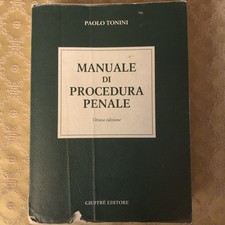 PAOLO TONINI
MANUALE
DI
PROCEDURA
PENALE
Ottava edizione
GIUFFRÈ EDITORE